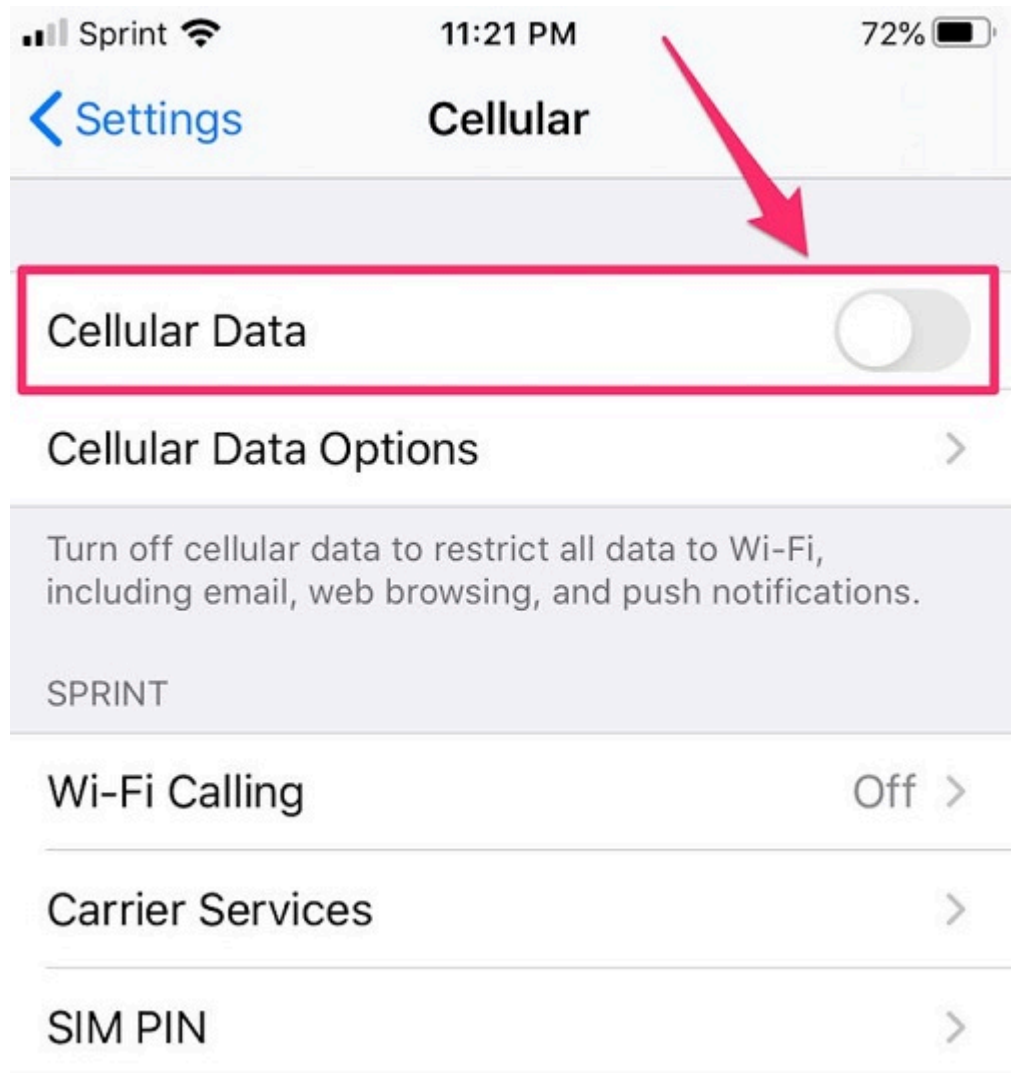 Sprint 11:21 PM 72%
Settings Cellular
Cellular Data
Cellular Data Options
Turn off cellular data to restrict all data to Wi-Fi,
including email, web browsing, and push notifications.
SPRINT
Wi-Fi Calling Off
Carrier Services
SIM PIN